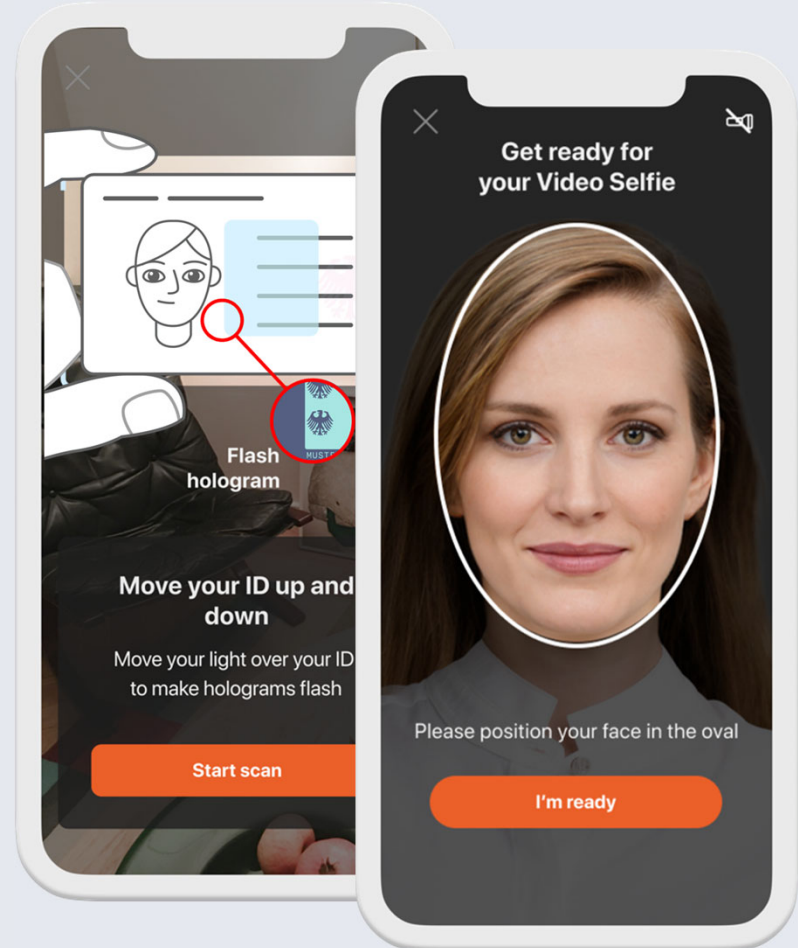 Flash
hologram
Move your ID up and
down
Move your light over your ID
to make holograms flash
Start scan
Get ready for
your Video Selfie
Please position your face in the oval
I'm ready